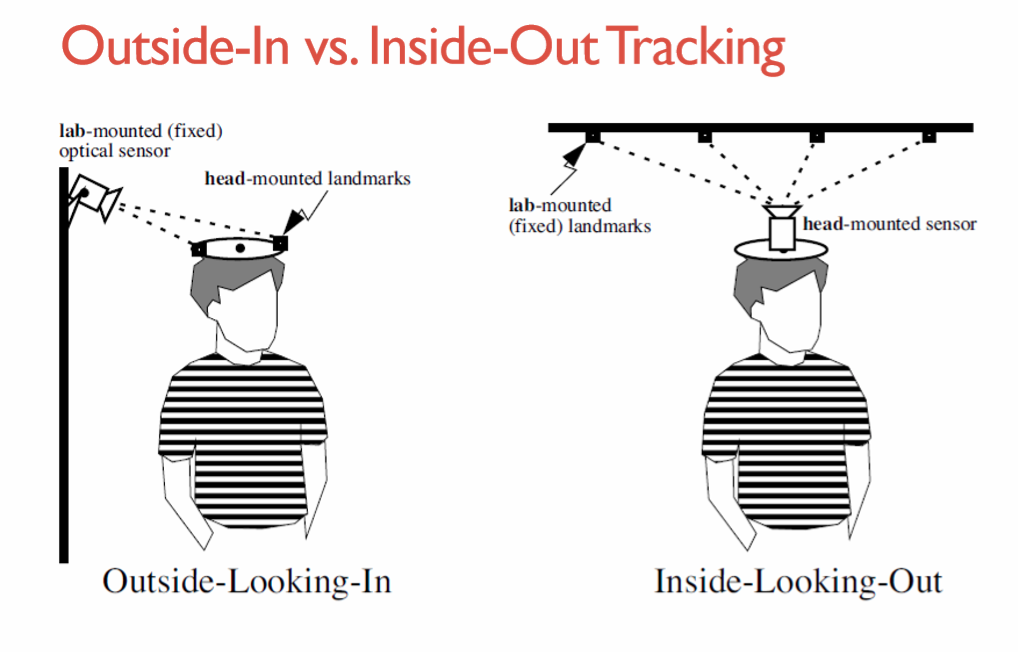 Outside-In vs. Inside-Out Tracking
lab-mounted (fixed)
optical sensor
head-mounted landmarks
Outside-Looking-In
lab-mounted
(fixed) landmarks
head-mounted sensor
Inside-Looking-Out